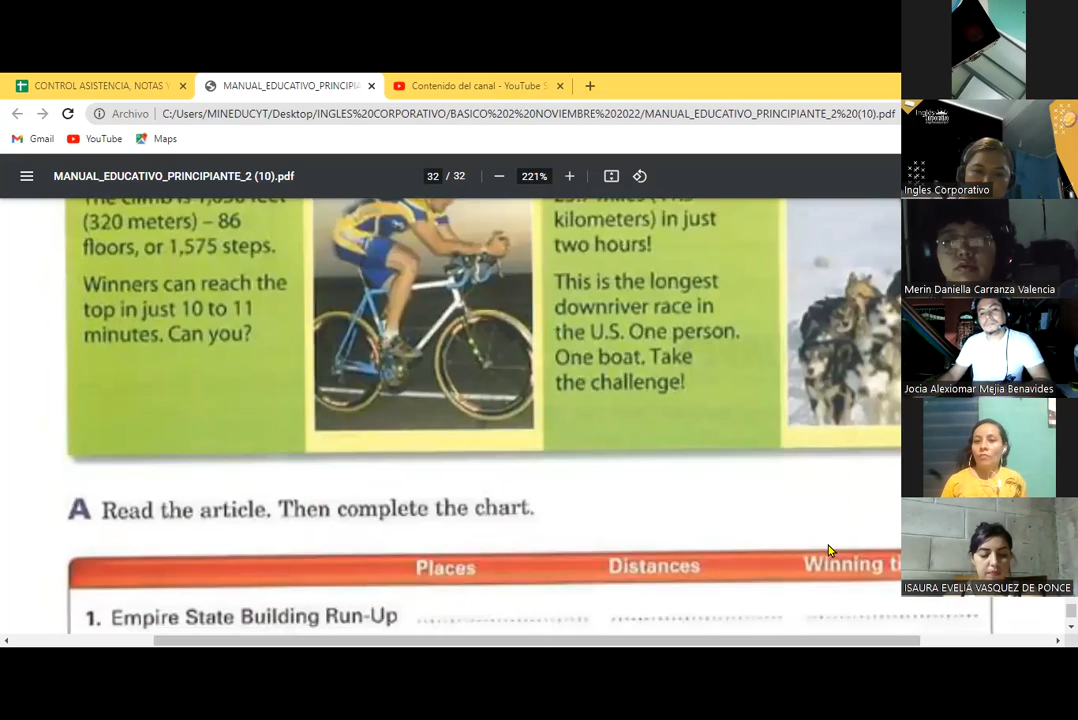 CONTROL ASISTENCIA, NOTAS Y
MANUAL_EDUCATIVO_PRINCIPIA
Contenido del canal - YouTube S
Archivo
C:/Users/MINEDUCYT/Desktop/INGLES%20CORPORATIVO/BASICO%202%20NOVIEMBRE%202022/MANUAL_EDUCATIVO_PRINCIPIANTE_2%20(10).pdf
Gmail
YouTube
Maps
MANUAL_EDUCATIVO_PRINCIPIANTE_2 (10).pdf
32 / 32
221%
(320 meters) – 86
floors, or 1,575 steps.
Winners can reach the
top in just 10 to 11
minutes. Can you?
kilometers) in just
two hours!
This is the longest
downriver race in
the U.S. One person.
One boat. Take
the challenge!
A Read the article. Then complete the chart.
Places Distances Winning ti
1. Empire State Building Run-Up
Ingles Corporativo
Ingles Corporativo
Merin Daniella Carranza Valencia
Jocia Alexiomar Mejia Benavides
ISAURA EVELIA VASQUEZ DE PONCE